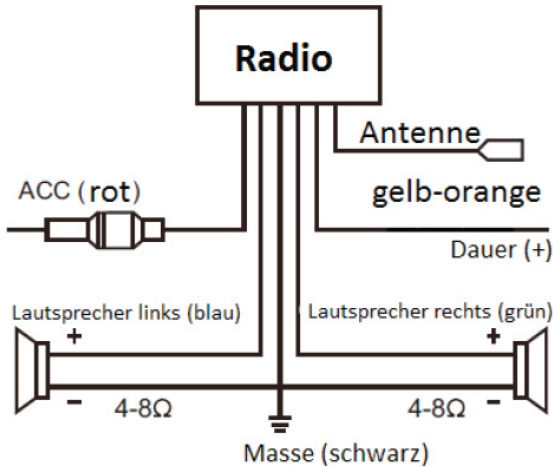 Radio
Antenne
ACC (rot)
gelb-orange
Dauer (+)
Lautsprecher links (blau)
Lautsprecher rechts (grün)
+
+
-
4-8Ω
4-8Ω
-
Masse (schwarz)